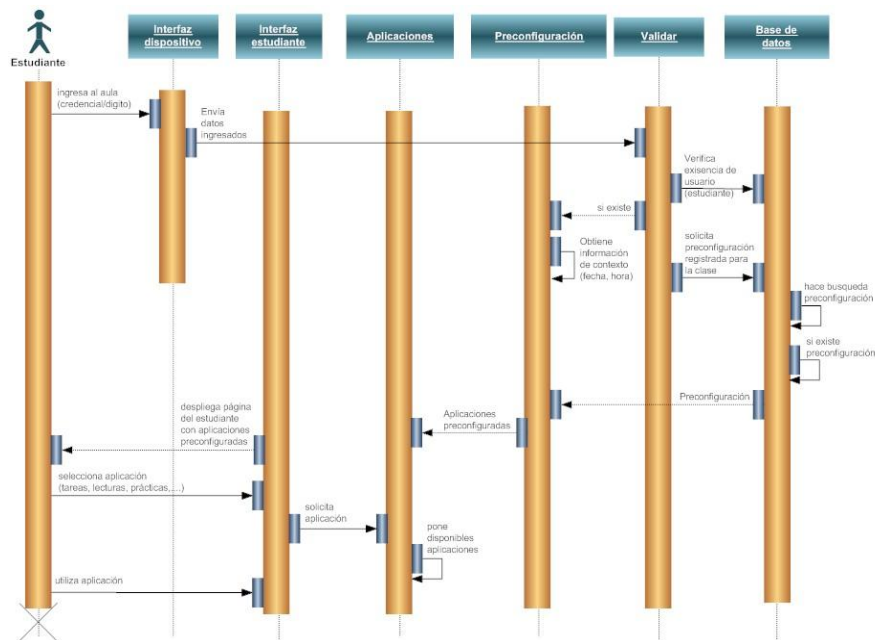 Estudiante
Interfaz
dispositivo
Interfaz
estudiante
Aplicaciones
Preconfiguración
Validar
Base de
datos
ingresa al aula
(credencial/dígito)
Envía
datos
ingresados
Verifica
exisencia de
usuario
(estudiante)
si existe
Obtiene
información
de contexto
(fecha, hora)
solicita
preconfiguración
registrada para
la clase
hace busqueda
preconfiguración
si existe
preconfiguración
Preconfiguración
Aplicaciones
preconfiguradas
despliega página
del estudiante
con aplicaciones
preconfiguradas
selecciona aplicación
(tareas, lecturas, prácticas,....)
solicita
aplicación
pone
disponibles
aplicaciones
utiliza aplicación